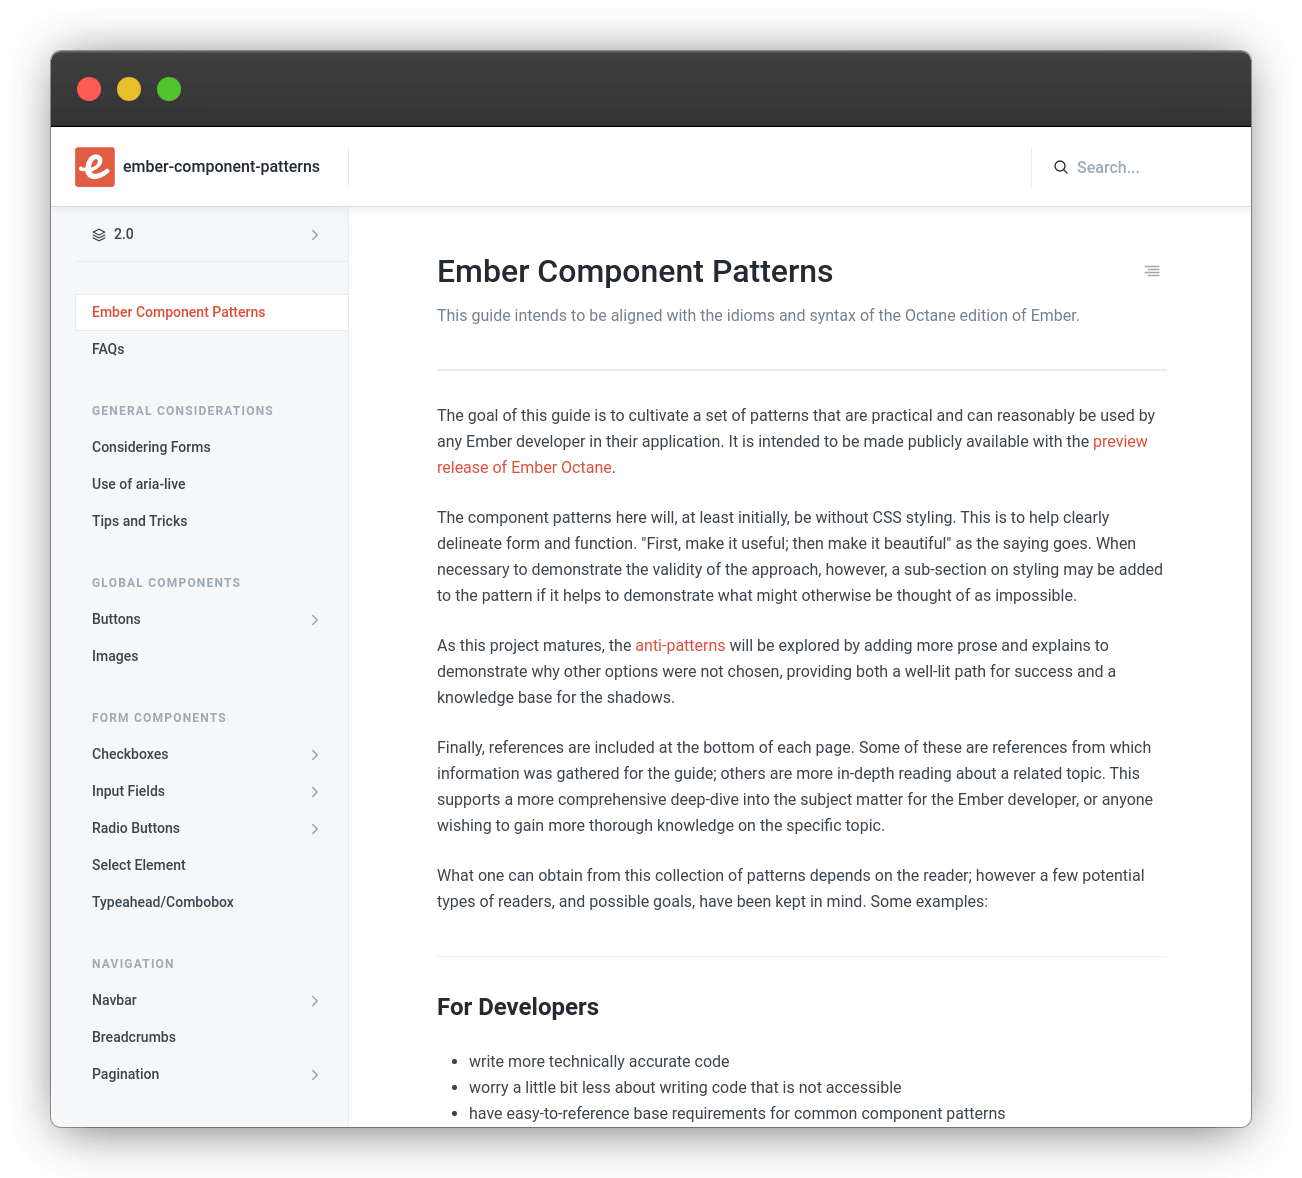 ember-component-patterns
Search...
2.0
Ember Component Patterns
FAQs
GENERAL CONSIDERATIONS
Considering Forms
Use of aria-live
Tips and Tricks
GLOBAL COMPONENTS
Buttons
Images
FORM COMPONENTS
Checkboxes
Input Fields
Radio Buttons
Select Element
Typeahead/Combobox
NAVIGATION
Navbar
Breadcrumbs
Pagination
Ember Component Patterns
This guide intends to be aligned with the idioms and syntax of the Octane edition of Ember.
The goal of this guide is to cultivate a set of patterns that are practical and can reasonably be used by
any Ember developer in their application. It is intended to be made publicly available with the preview
release of Ember Octane.
The component patterns here will, at least initially, be without CSS styling. This is to help clearly
delineate form and function. "First, make it useful; then make it beautiful" as the saying goes. When
necessary to demonstrate the validity of the approach, however, a sub-section on styling may be added
to the pattern if it helps to demonstrate what might otherwise be thought of as impossible.
As this project matures, the anti-patterns will be explored by adding more prose and explains to
demonstrate why other options were not chosen, providing both a well-lit path for success and a
knowledge base for the shadows.
Finally, references are included at the bottom of each page. Some of these are references from which
information was gathered for the guide; others are more in-depth reading about a related topic. This
supports a more comprehensive deep-dive into the subject matter for the Ember developer, or anyone
wishing to gain more thorough knowledge on the specific topic.
What one can obtain from this collection of patterns depends on the reader; however a few potential
types of readers, and possible goals, have been kept in mind. Some examples:
For Developers
• write more technically accurate code
• worry a little bit less about writing code that is not accessible
• have easy-to-reference base requirements for common component patterns